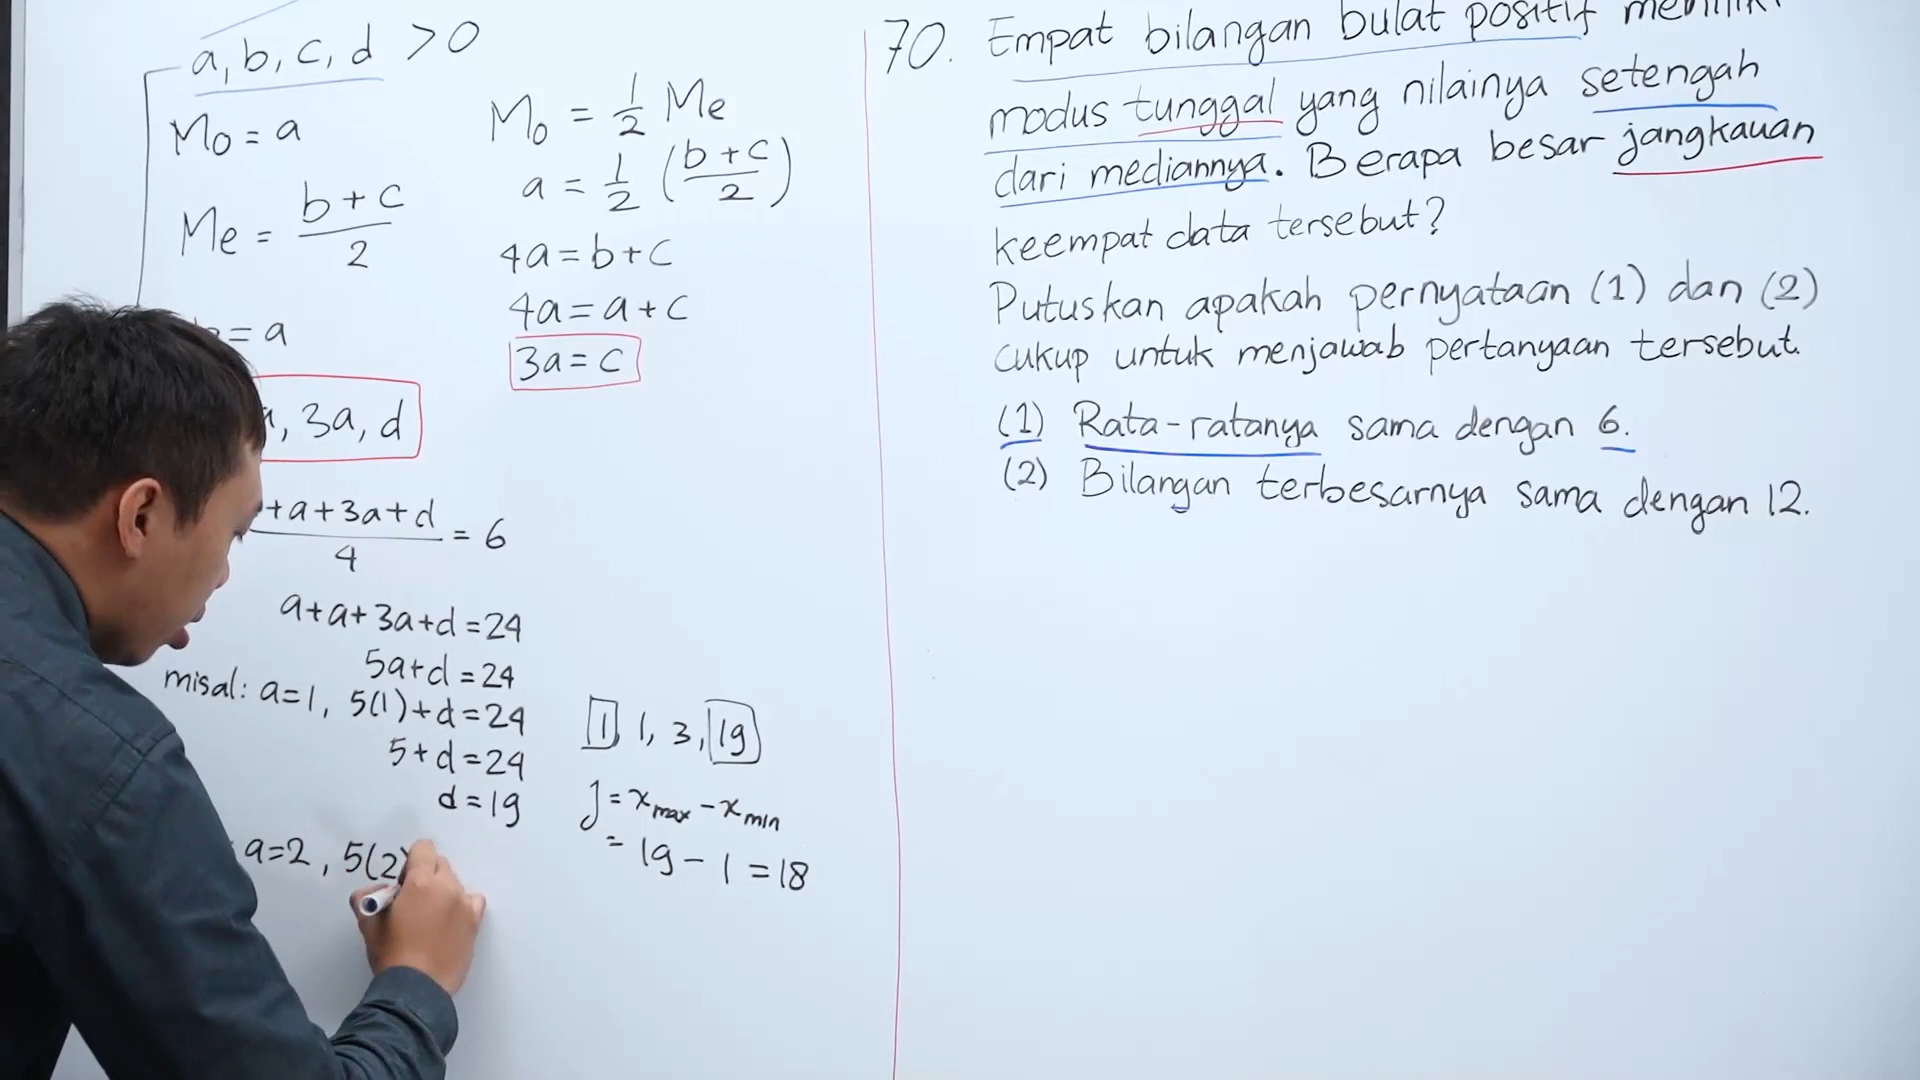 a, b, c, d > 0
Mo = a
Me = b + c / 2
= a
, 3a, d
+ a + 3a + d / 4 = 6
a + a + 3a + d = 24
5a + d = 24
misal: a = 1, 5(1) + d = 24
5 + d = 24
d = 19
a = 2, 5(2)
Mo = 1/2 Me
a = 1/2 (b + c / 2)
4a = b + c
4a = a + c
3a = c
1, 1, 3, 19
J = x max - x min
= 19 - 1 = 18
70. Empat bilangan bulat positif
modus tunggal yang nilainya setengah
dari mediannya. Berapa besar jangkauan
keempat data tersebut?
Putuskan apakah pernyataan (1) dan (2)
cukup untuk menjawab pertanyaan tersebut.
(1) Rata-ratanya sama dengan 6.
(2) Bilangan terbesarnya sama dengan 12.